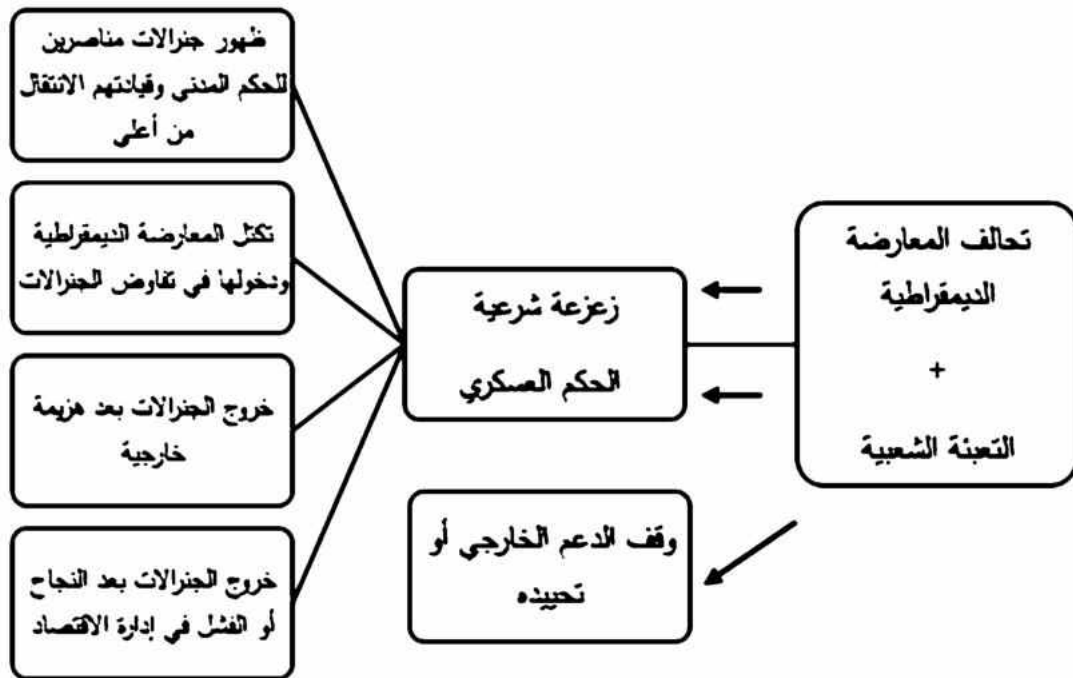 تحالف المعارضة
الديمقراطية
+
التعبئة الشعبية
زعزعة شرعية
الحكم العسكري
وقف الدعم الخارجي أو
تحييده
ظهور جنرالات مناصرين
للحكم المدني وقيادتهم الانتقال
من أعلى
تكتل المعارضة الديمقراطية
ودخولها في تفاوض الجنرالات
خروج الجنرالات بعد هزيمة
خارجية
خروج الجنرالات بعد النجاح
أو الفشل في إدارة الاقتصاد